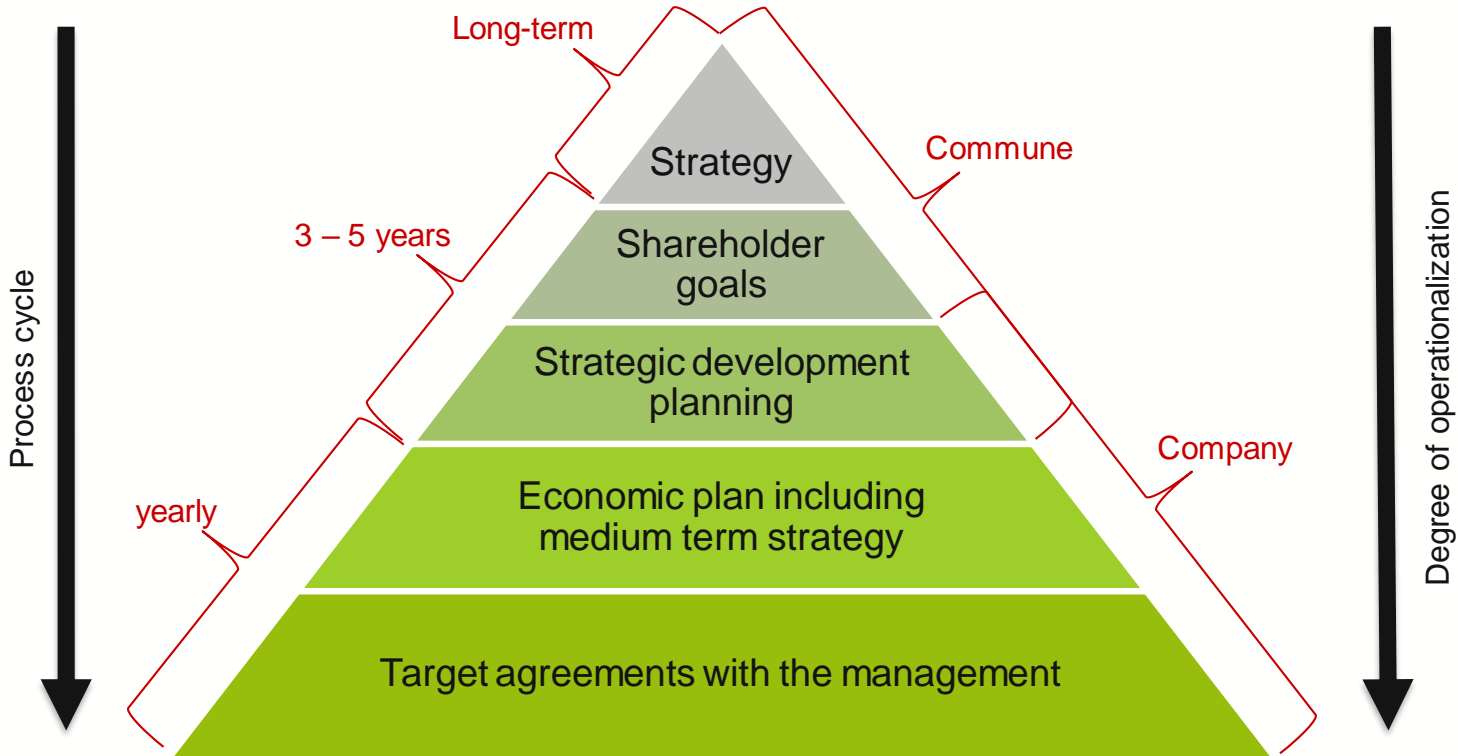 Long-term
Commune
Strategy
3 – 5 years
Shareholder
goals
Process cycle
Degree of operationalization
Strategic development
planning
Company
yearly
Economic plan including
medium term strategy
Target agreements with the management